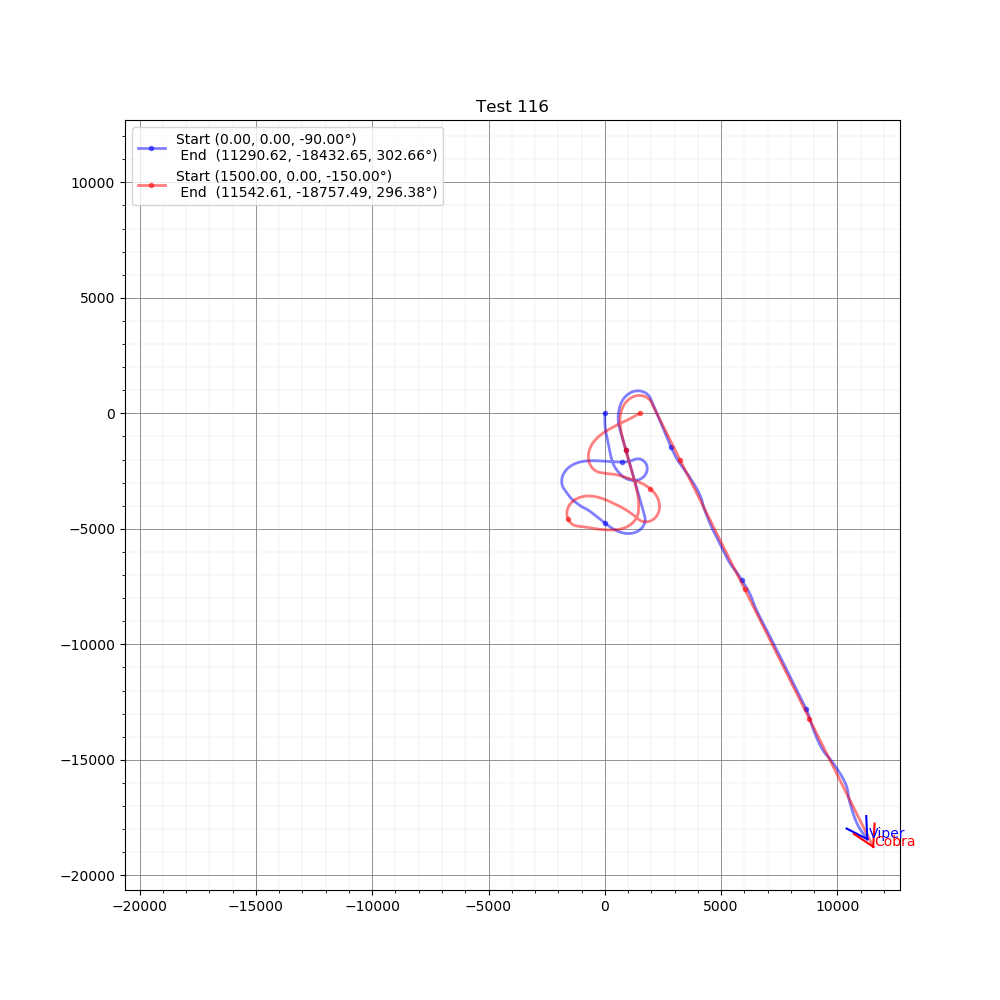 Test 116
Start (0.00, 0.00, -90.00°)
End (11290.62, -18432.65, 302.66°)
Start (1500.00, 0.00, -150.00°)
End (11542.61, -18757.49, 296.38°)
10000
5000
0
−5000
−10000
−15000
−20000
Viper
Cobra
−20000 −15000 −10000 −5000 0 5000 10000